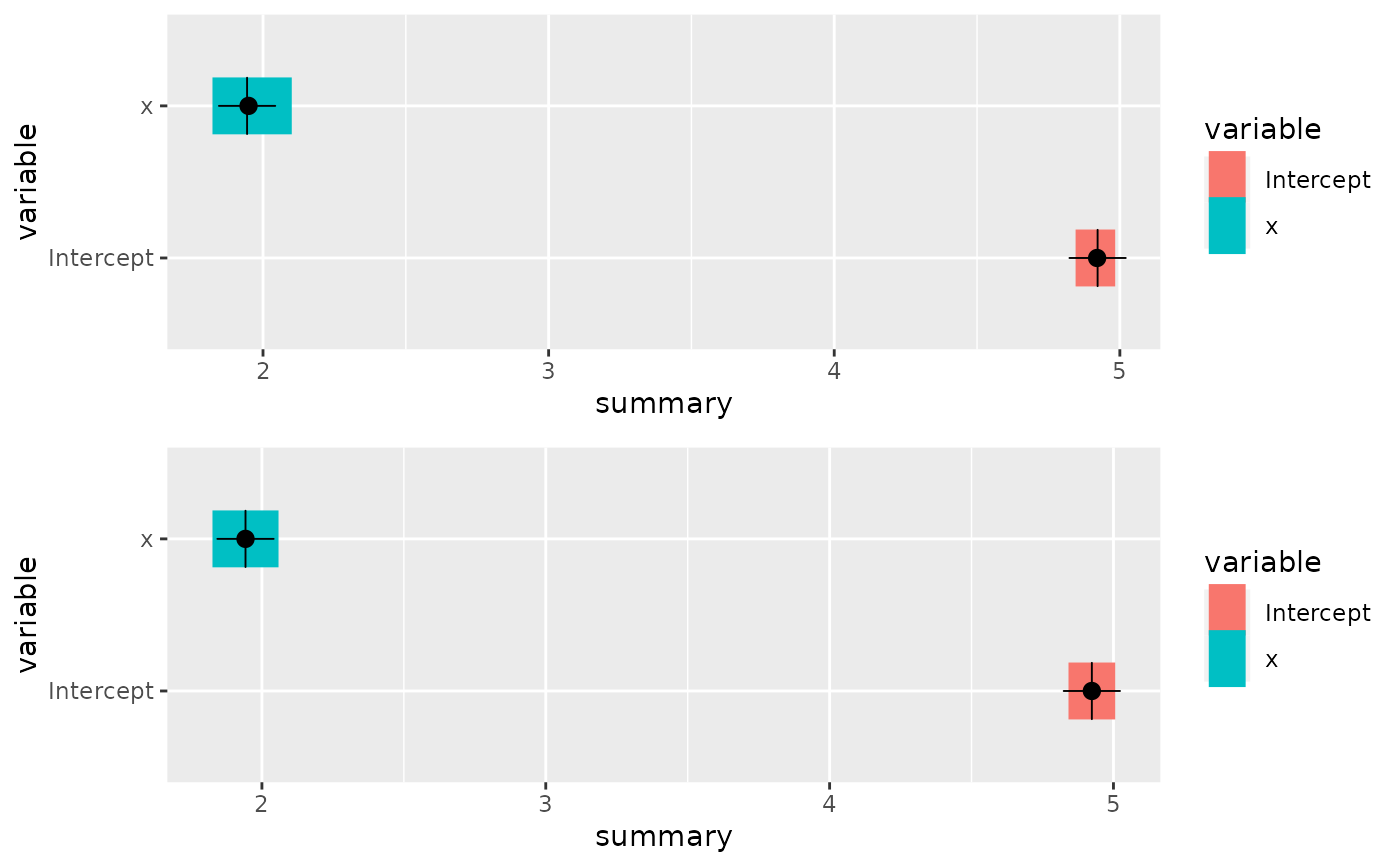 variable
x
Intercept
2 3 4 5
summary
variable
Intercept
x
variable
x
Intercept
2 3 4 5
summary
variable
Intercept
x